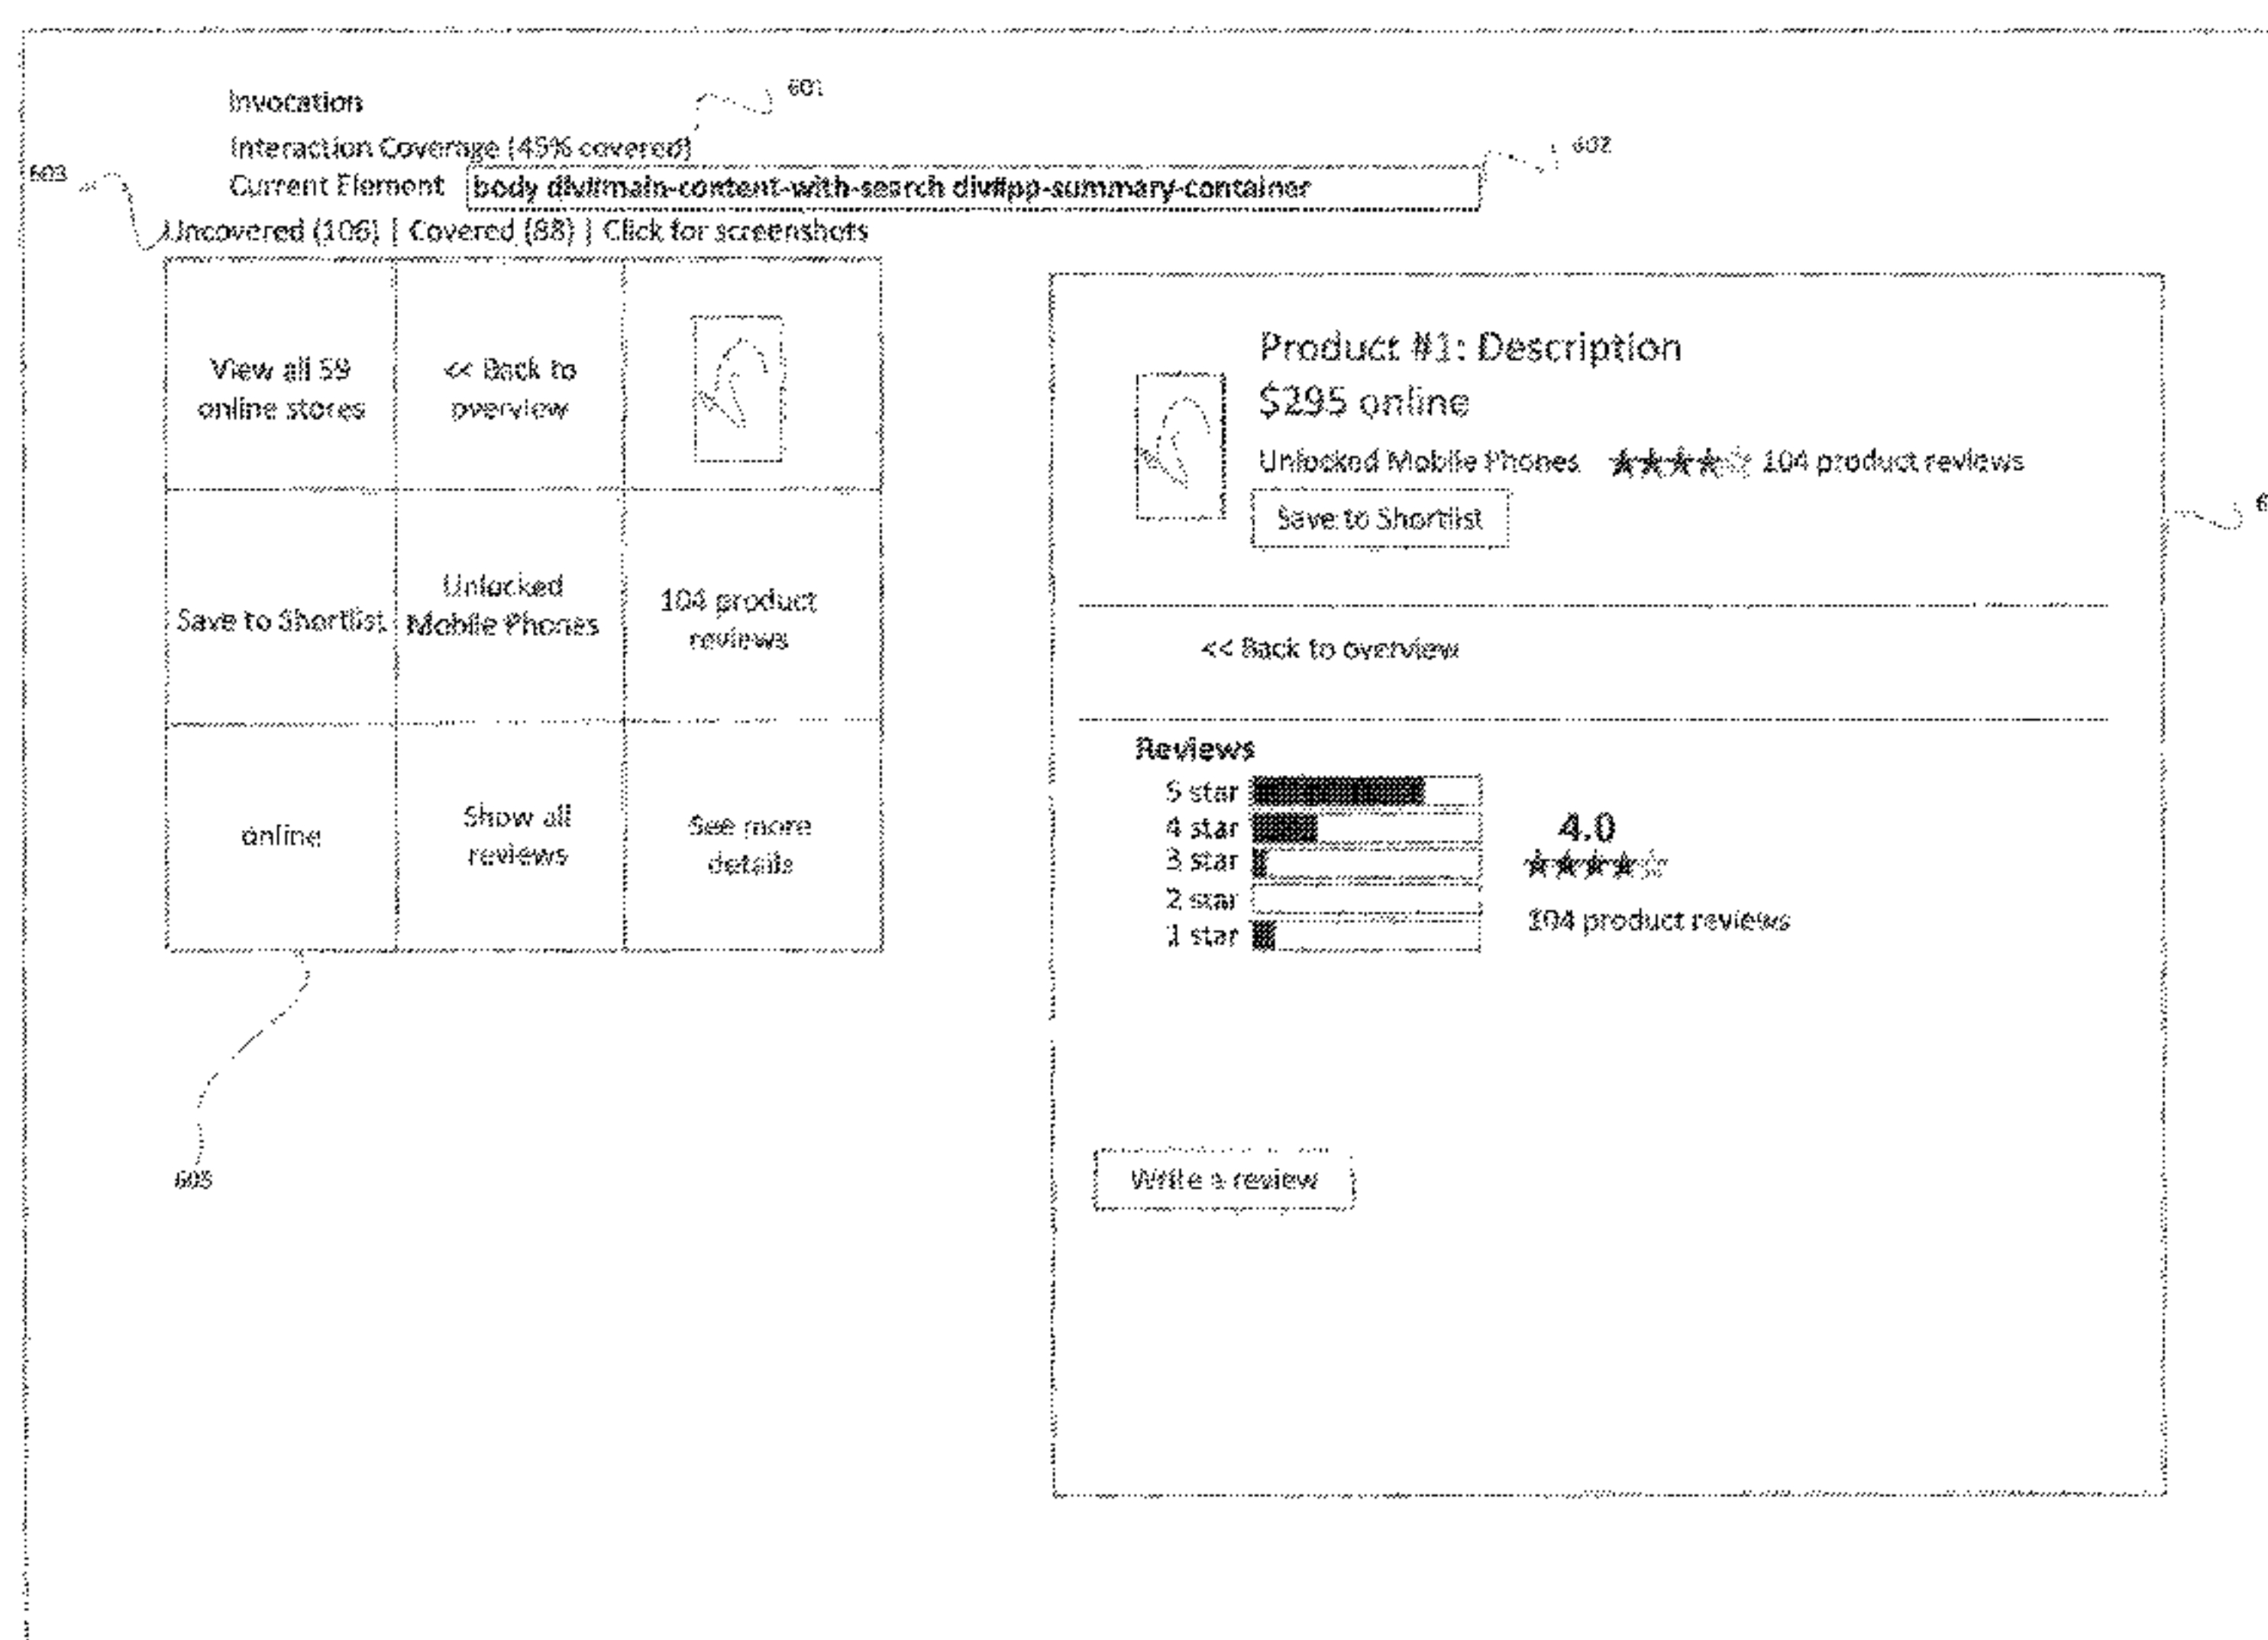 601
Invocation
Interaction Coverage (45% covered)
602
603
Current Element body div#main-content-with-search div#pp-summary-container
Uncovered (106) | Covered (88) | Click for screenshots
View all 59
online stores
<< Back to
overview
Save to Shortlist
Unlocked
Mobile Phones
104 product
reviews
online
Show all
reviews
See more
details
605
Product #1: Description
$295 online
Unlocked Mobile Phones 104 product reviews
Save to Shortlist
<< Back to overview
Reviews
5 star
4 star
3 star
2 star
1 star
4.0
104 product reviews
Write a review